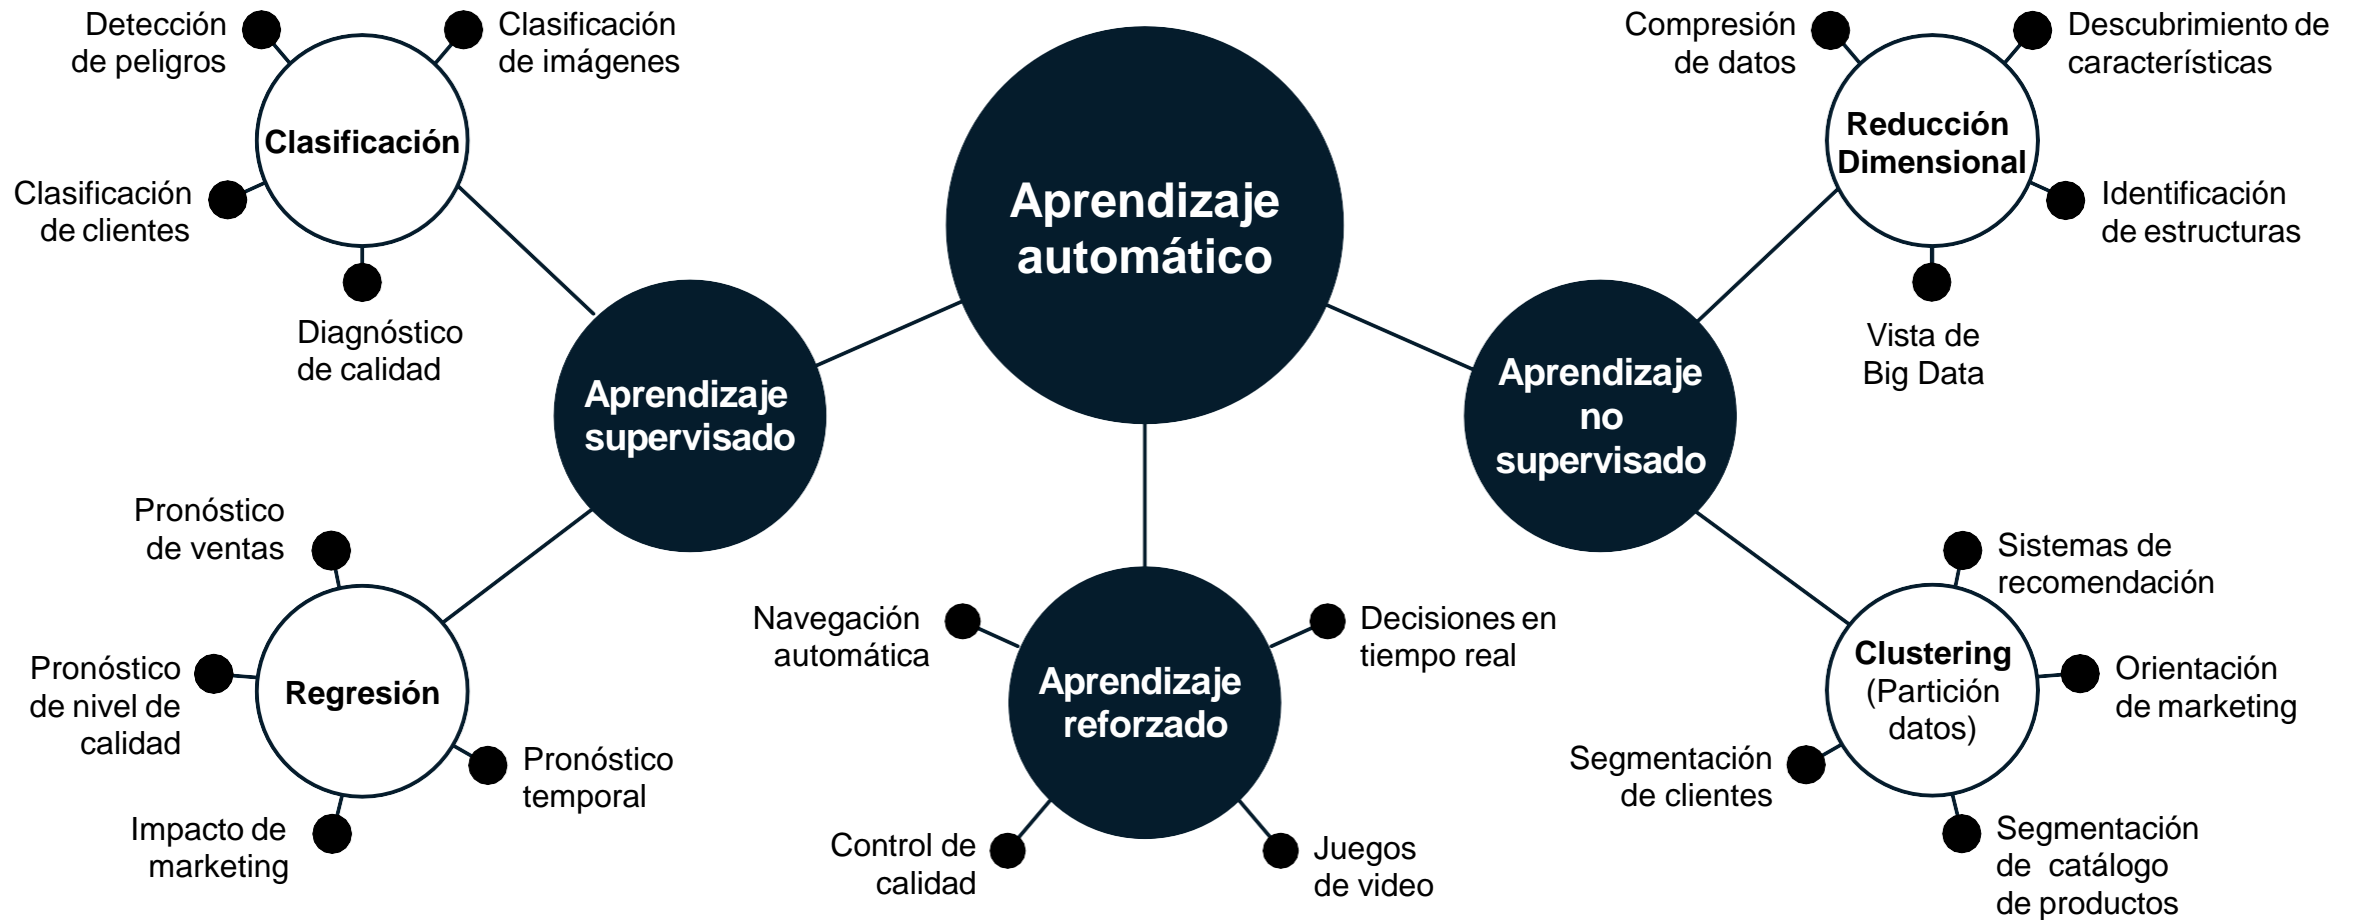 Detección
de peligros
Clasificación
de imágenes
Clasificación
Clasificación
de clientes
Diagnóstico
de calidad
Aprendizaje
automático
Compresión
de datos
Descubrimiento de
características
Reducción
Dimensional
Identificación
de estructuras
Vista de
Big Data
Aprendizaje
supervisado
Aprendizaje
no
supervisado
Pronóstico
de ventas
Pronóstico
de nivel de
calidad
Regresión
Pronóstico
temporal
Impacto de
marketing
Navegación
automática
Decisiones en
tiempo real
Aprendizaje
reforzado
Control de
calidad
Juegos
de video
Sistemas de
recomendación
Clustering
(Partición
datos)
Orientación
de marketing
Segmentación
de clientes
Segmentación
de catálogo
de productos